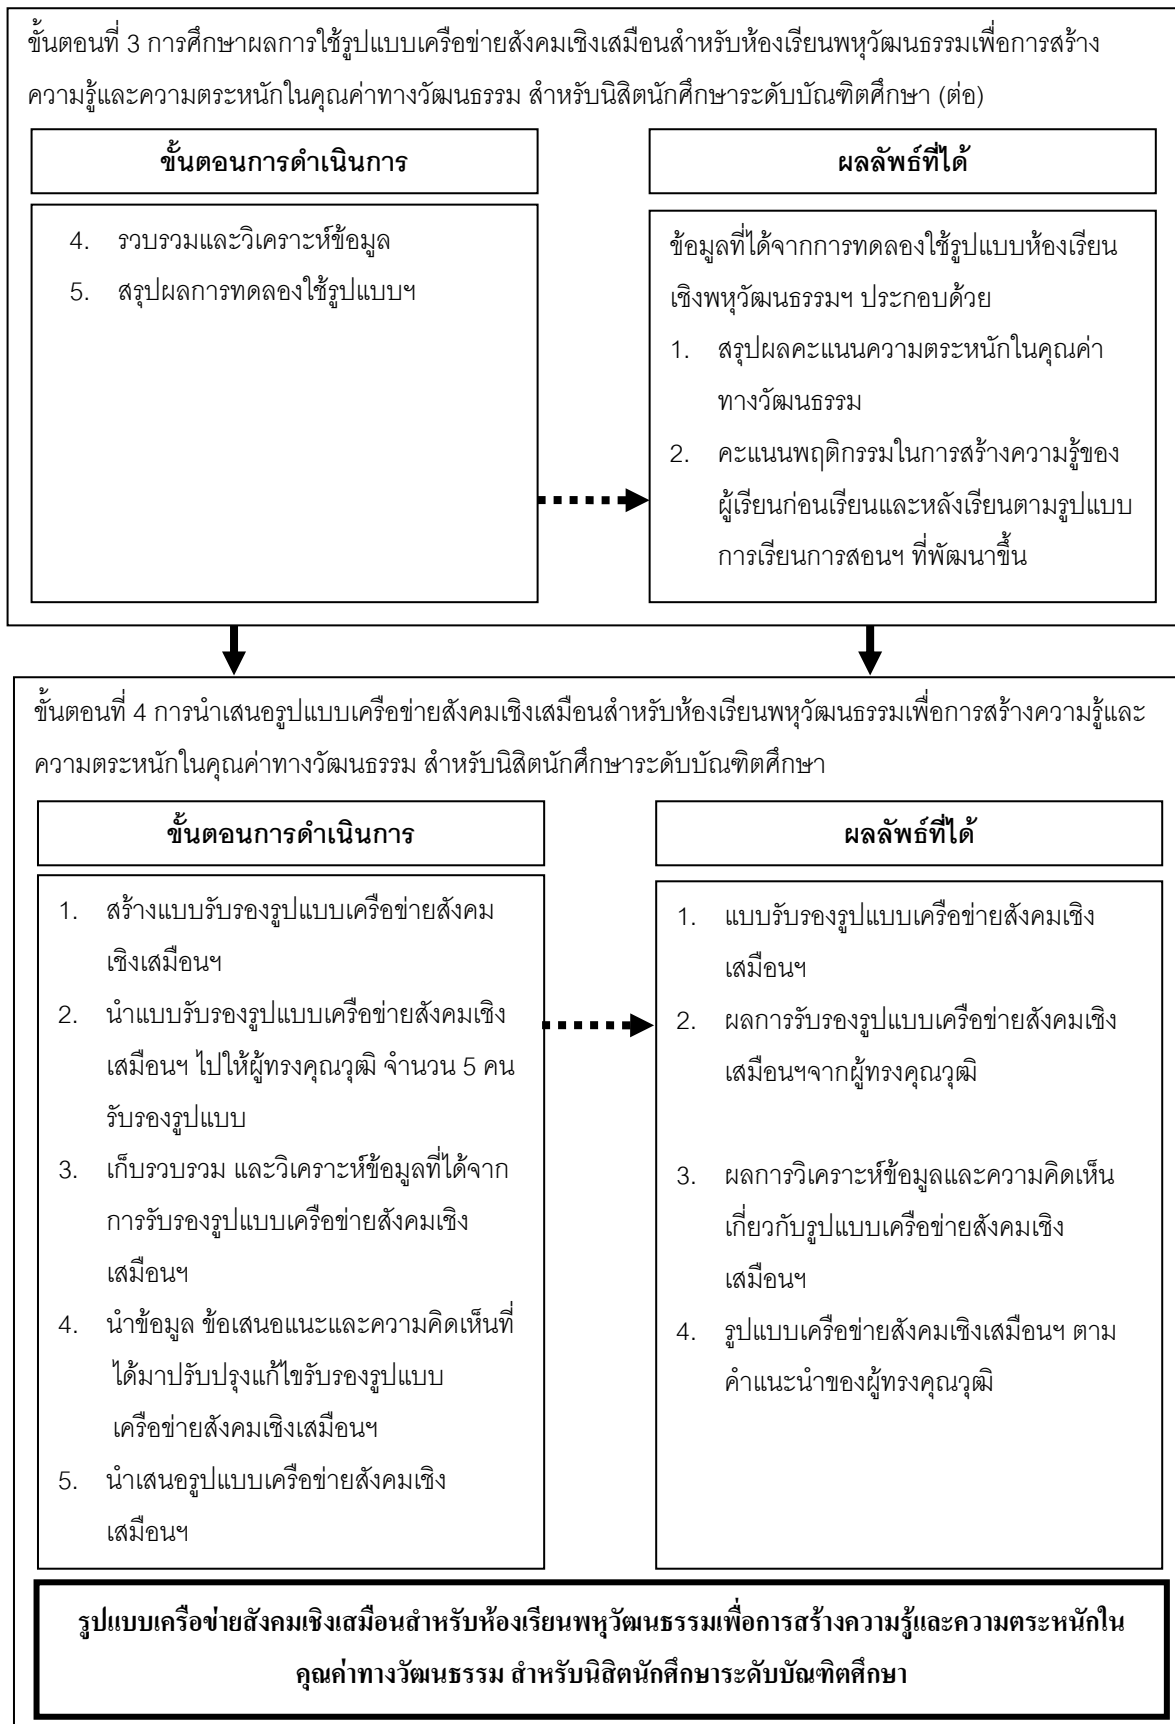 ขั้นตอนที่ 3 การศึกษาผลการใช้รูปแบบเครือข่ายสังคมเชิงเสมือนสำหรับห้องเรียนพหุวัฒนธรรมเพื่อการสร้าง
ความรู้และความตระหนักในคุณค่าทางวัฒนธรรม สำหรับนิสิตนักศึกษาระดับบัณฑิตศึกษา (ต่อ)
ขั้นตอนการดำเนินการ
4. รวบรวมและวิเคราะห์ข้อมูล
5. สรุปผลการทดลองใช้รูปแบบฯ
ผลลัพธ์ที่ได้
ข้อมูลที่ได้จากการทดลองใช้รูปแบบห้องเรียน
เชิงพหุวัฒนธรรมฯ ประกอบด้วย
1. สรุปผลคะแนนความตระหนักในคุณค่า
ทางวัฒนธรรม
2. คะแนนพฤติกรรมในการสร้างความรู้ของ
ผู้เรียนก่อนเรียนและหลังเรียนตามรูปแบบ
การเรียนการสอนฯ ที่พัฒนาขึ้น
ขั้นตอนที่ 4 การนำเสนอรูปแบบเครือข่ายสังคมเชิงเสมือนสำหรับห้องเรียนพหุวัฒนธรรมเพื่อการสร้างความรู้และ
ความตระหนักในคุณค่าทางวัฒนธรรม สำหรับนิสิตนักศึกษาระดับบัณฑิตศึกษา
ขั้นตอนการดำเนินการ
1. สร้างแบบรับรองรูปแบบเครือข่ายสังคม
เชิงเสมือนฯ
2. นำแบบรับรองรูปแบบเครือข่ายสังคมเชิง
เสมือนฯ ไปให้ผู้ทรงคุณวุฒิ จำนวน 5 คน
รับรองรูปแบบ
3. เก็บรวบรวม และวิเคราะห์ข้อมูลที่ได้จาก
การรับรองรูปแบบเครือข่ายสังคมเชิง
เสมือนฯ
4. นำข้อมูล ข้อเสนอแนะและความคิดเห็นที่
ได้มาปรับปรุงแก้ไขรับรองรูปแบบ
เครือข่ายสังคมเชิงเสมือนฯ
5. นำเสนอรูปแบบเครือข่ายสังคมเชิง
เสมือนฯ
ผลลัพธ์ที่ได้
1. แบบรับรองรูปแบบเครือข่ายสังคมเชิง
เสมือนฯ
2. ผลการรับรองรูปแบบเครือข่ายสังคมเชิง
เสมือนฯจากผู้ทรงคุณวุฒิ
3. ผลการวิเคราะห์ข้อมูลและความคิดเห็น
เกี่ยวกับรูปแบบเครือข่ายสังคมเชิง
เสมือนฯ
4. รูปแบบเครือข่ายสังคมเชิงเสมือนฯ ตาม
คำแนะนำของผู้ทรงคุณวุฒิ
รูปแบบเครือข่ายสังคมเชิงเสมือนสำหรับห้องเรียนพหุวัฒนธรรมเพื่อการสร้างความรู้และความตระหนักใน
คุณค่าทางวัฒนธรรม สำหรับนิสิตนักศึกษาระดับบัณฑิตศึกษา